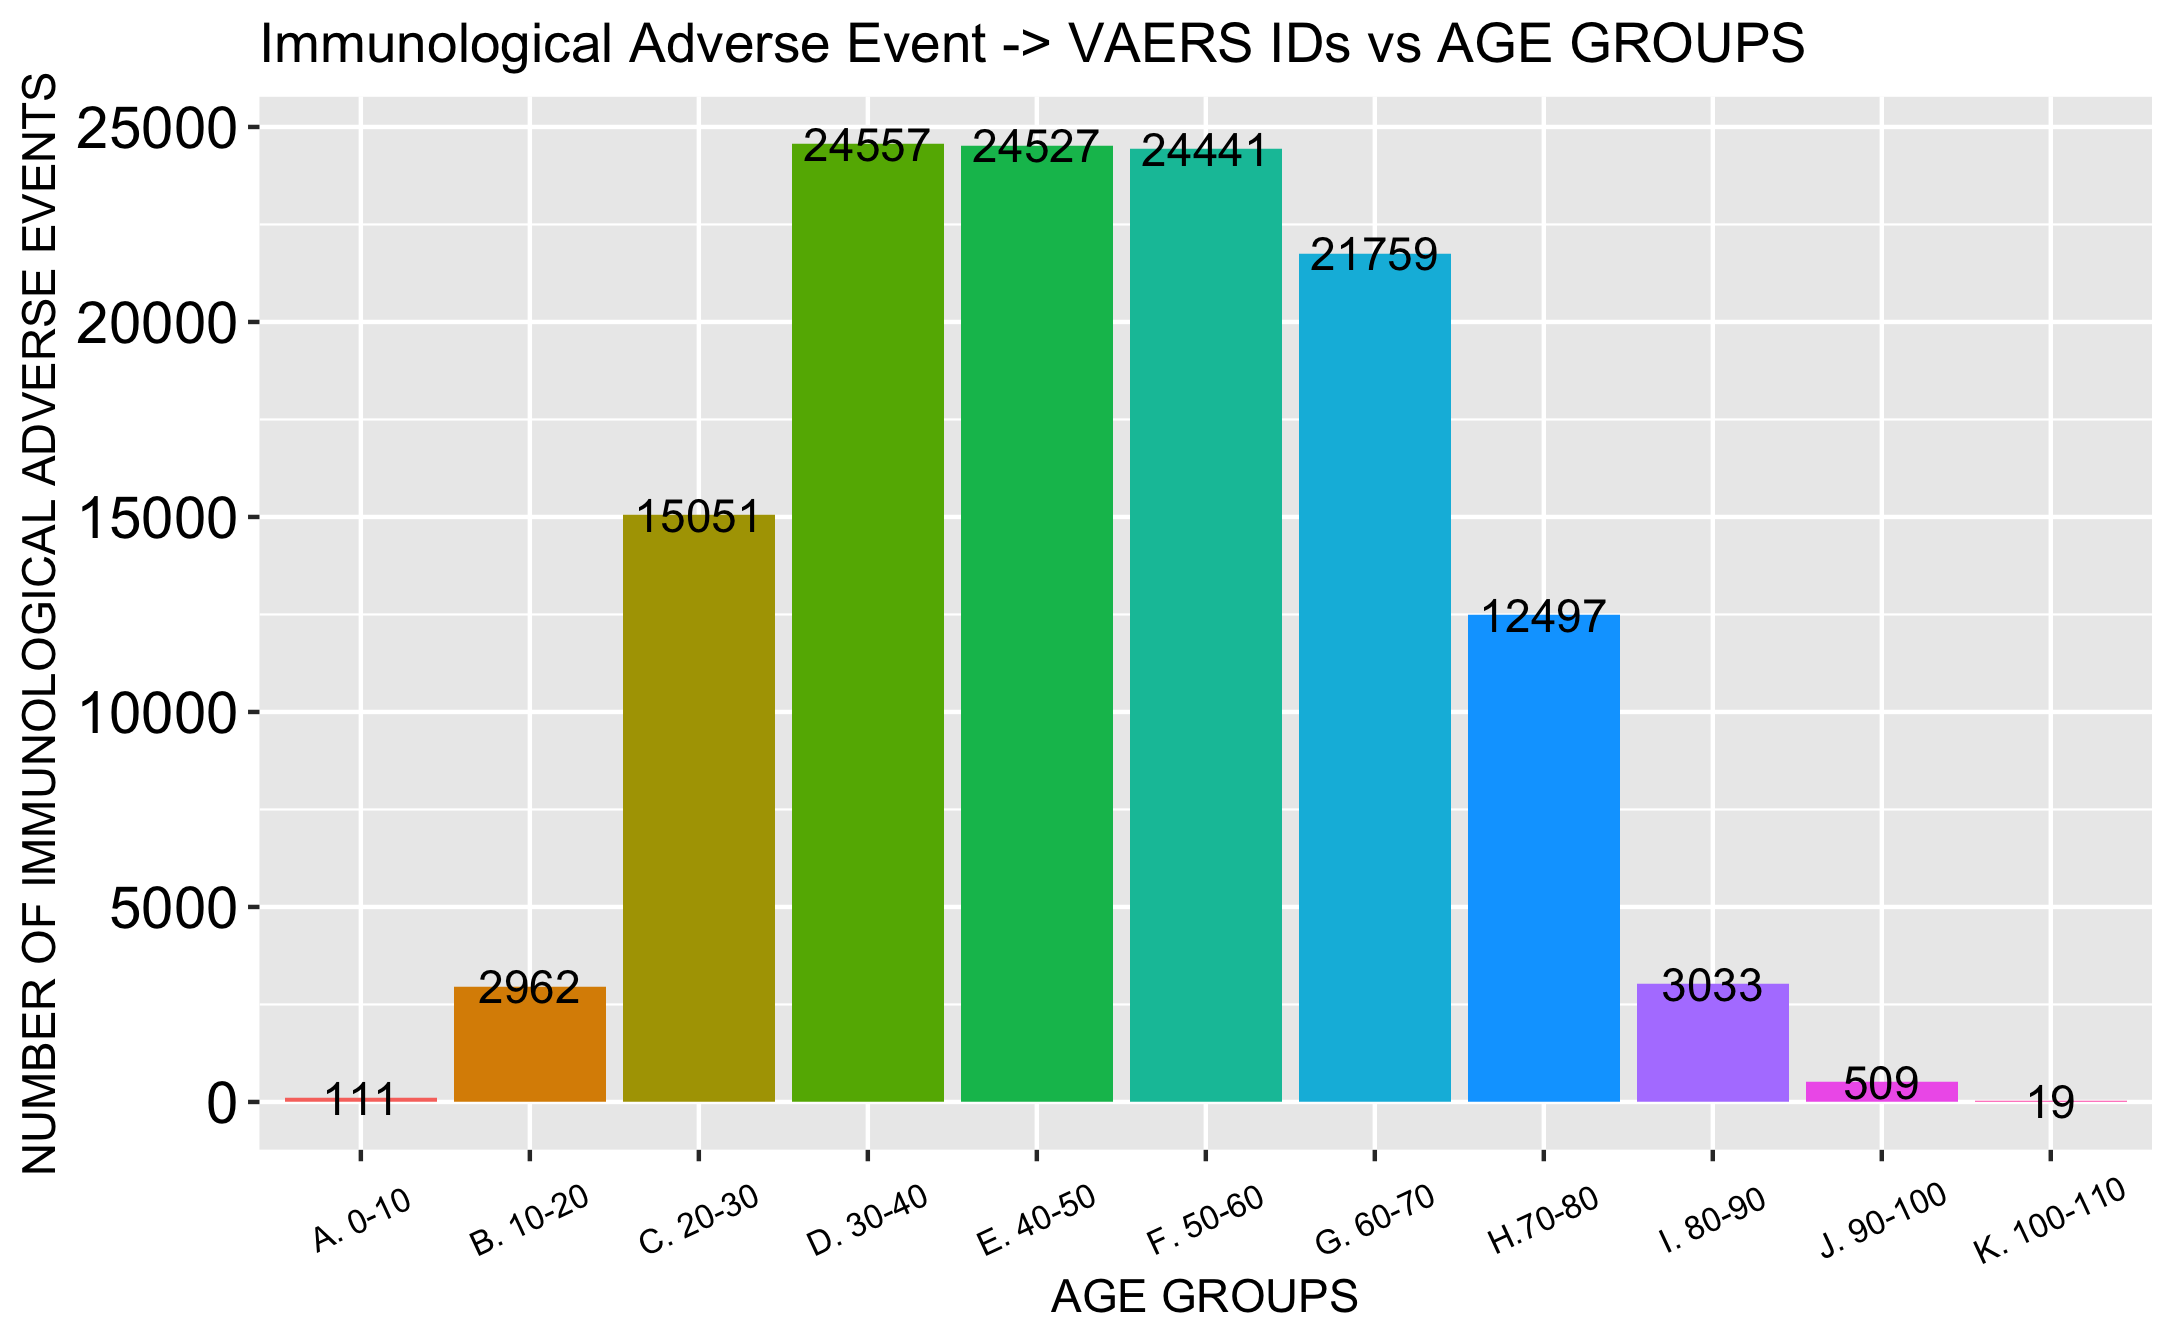 Immunological Adverse Event -> VAERS IDs vs AGE GROUPS
NUMBER OF IMMUNOLOGICAL ADVERSE EVENTS
25000
20000
15000
10000
5000
0
111
2962
15051
24557
24527
24441
21759
12497
3033
509
19
A. 0-10
B. 10-20
C. 20-30
D. 30-40
E. 40-50
F. 50-60
G. 60-70
H.70-80
I. 80-90
J. 90-100
K. 100-110
AGE GROUPS